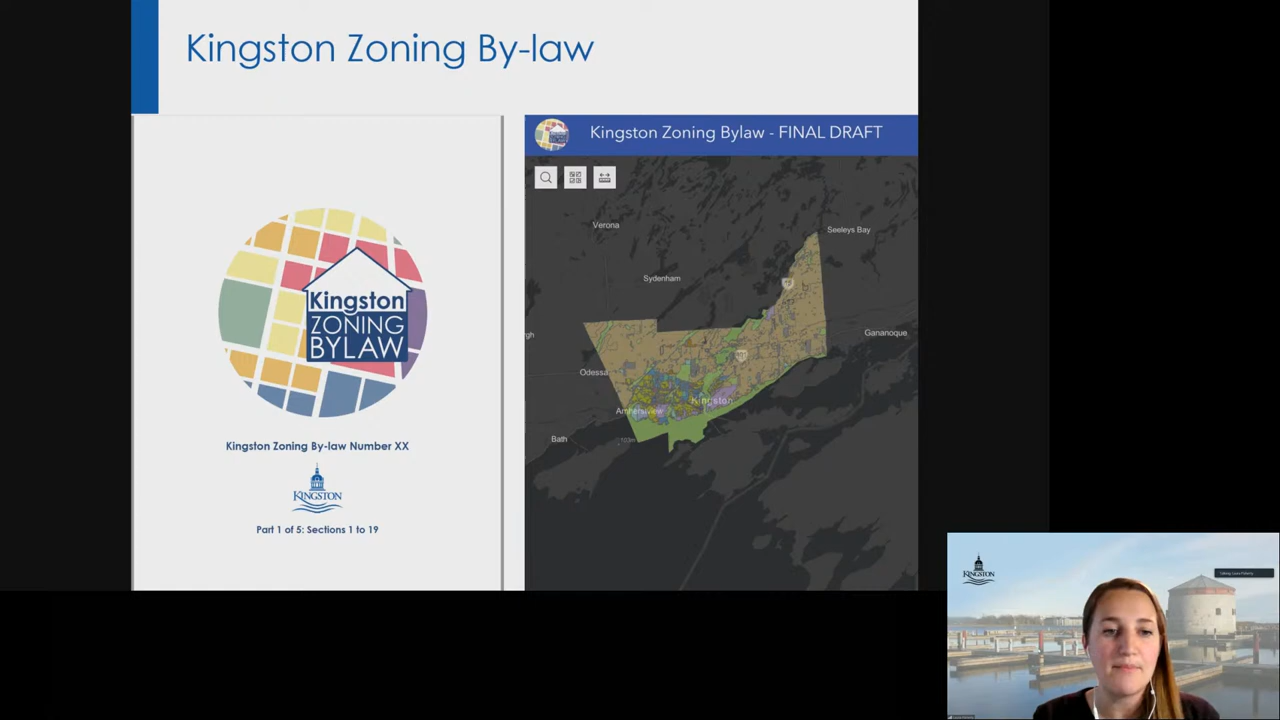 Kingston Zoning By-law
Kingston
ZONING
BYLAW
Kingston Zoning By-law Number XX
KINGSTON
Part 1 of 5: Sections 1 to 19
Kingston Zoning Bylaw - FINAL DRAFT
Verona
Seeleys Bay
Sydenham
Gananoque
gh
Odessa
Kingston
Amherstview
Bath
KINGSTON